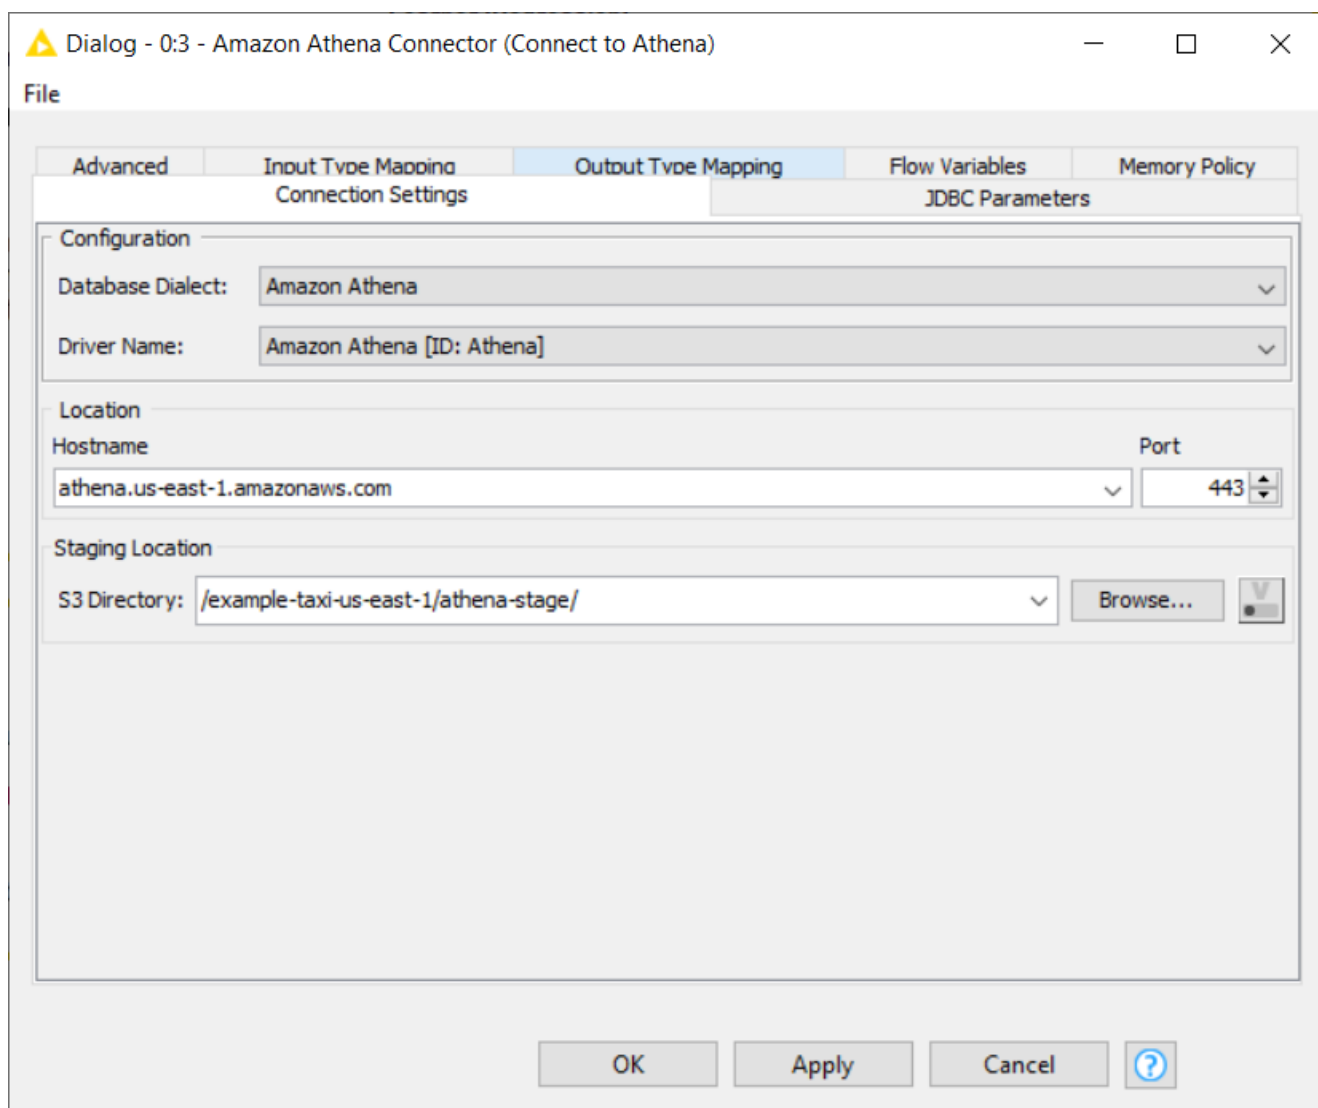 Dialog - 0:3 - Amazon Athena Connector (Connect to Athena)
File
Advanced Input Type Mapping Output Type Mapping Flow Variables Memory Policy
Connection Settings JDBC Parameters
Configuration
Database Dialect: Amazon Athena
Driver Name: Amazon Athena [ID: Athena]
Location
Hostname Port
athena.us-east-1.amazonaws.com 443
Staging Location
S3 Directory: /example-taxi-us-east-1/athena-stage/ Browse... V
OK Apply Cancel ?